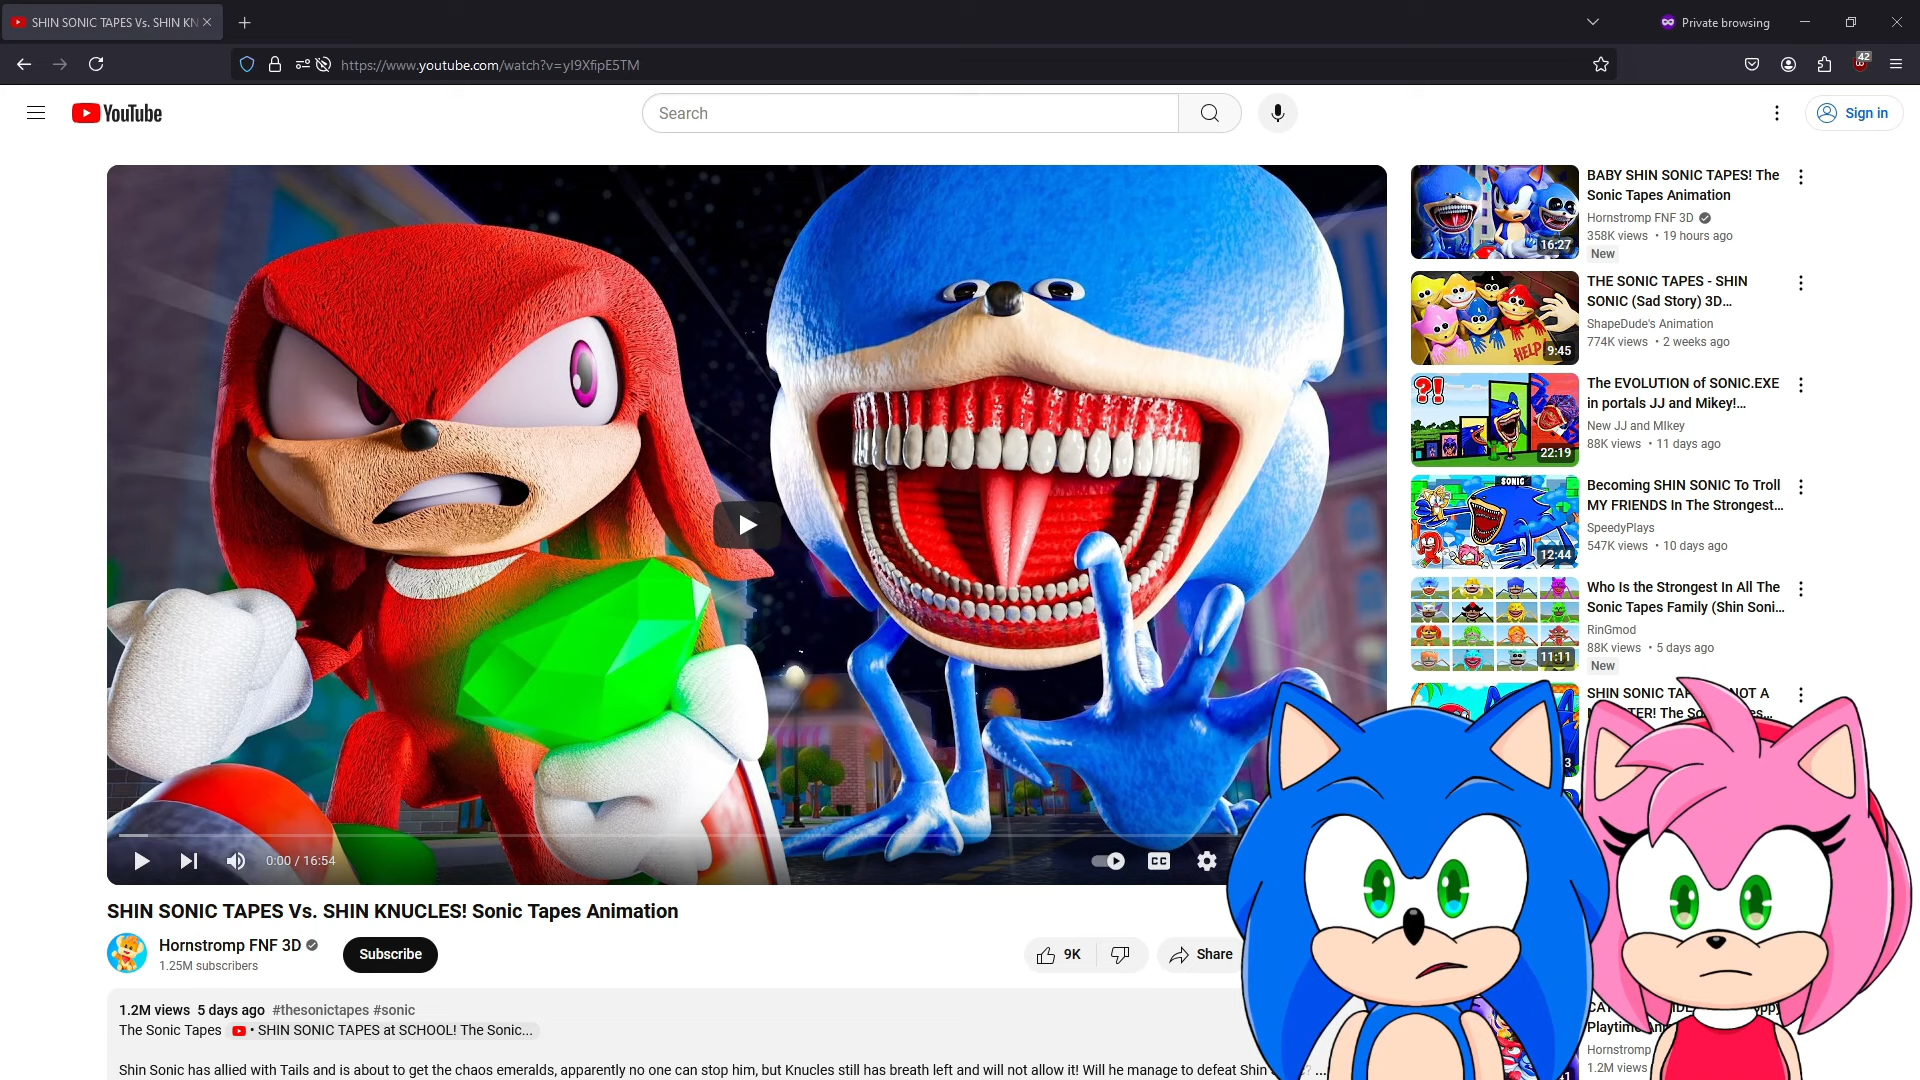 SHIN SONIC TAPES Vs. SHIN KN
Private browsing
https://www.youtube.com/watch?v=yI9XfipE5TM
42
YouTube
Search
Sign in
0:00 / 16:54
CC
SHIN SONIC TAPES Vs. SHIN KNUCLES! Sonic Tapes Animation
Hornstromp FNF 3D
1.25M subscribers
Subscribe
9K
Share
1.2M views 5 days ago #thesonictapes #sonic
The Sonic Tapes • SHIN SONIC TAPES at SCHOOL! The Sonic...
Shin Sonic has allied with Tails and is about to get the chaos emeralds, apparently no one can stop him, but Knucles still has breath left and will not allow it! Will he manage to defeat Shin
16:27
BABY SHIN SONIC TAPES! The
Sonic Tapes Animation
Hornstromp FNF 3D
358K views • 19 hours ago
New
HELP
9:45
THE SONIC TAPES - SHIN
SONIC (Sad Story) 3D...
ShapeDude's Animation
774K views • 2 weeks ago
?!
22:19
The EVOLUTION of SONIC.EXE
in portals JJ and Mikey!...
New JJ and MIkey
88K views • 11 days ago
SONIC
12:44
Becoming SHIN SONIC To Troll
MY FRIENDS In The Strongest...
SpeedyPlays
547K views • 10 days ago
11:11
Who Is the Strongest In All The
Sonic Tapes Family (Shin Soni...
RinGmod
88K views • 5 days ago
New
SHIN SONIC NOT A
The
Playtime
Hornstromp
1.2M views